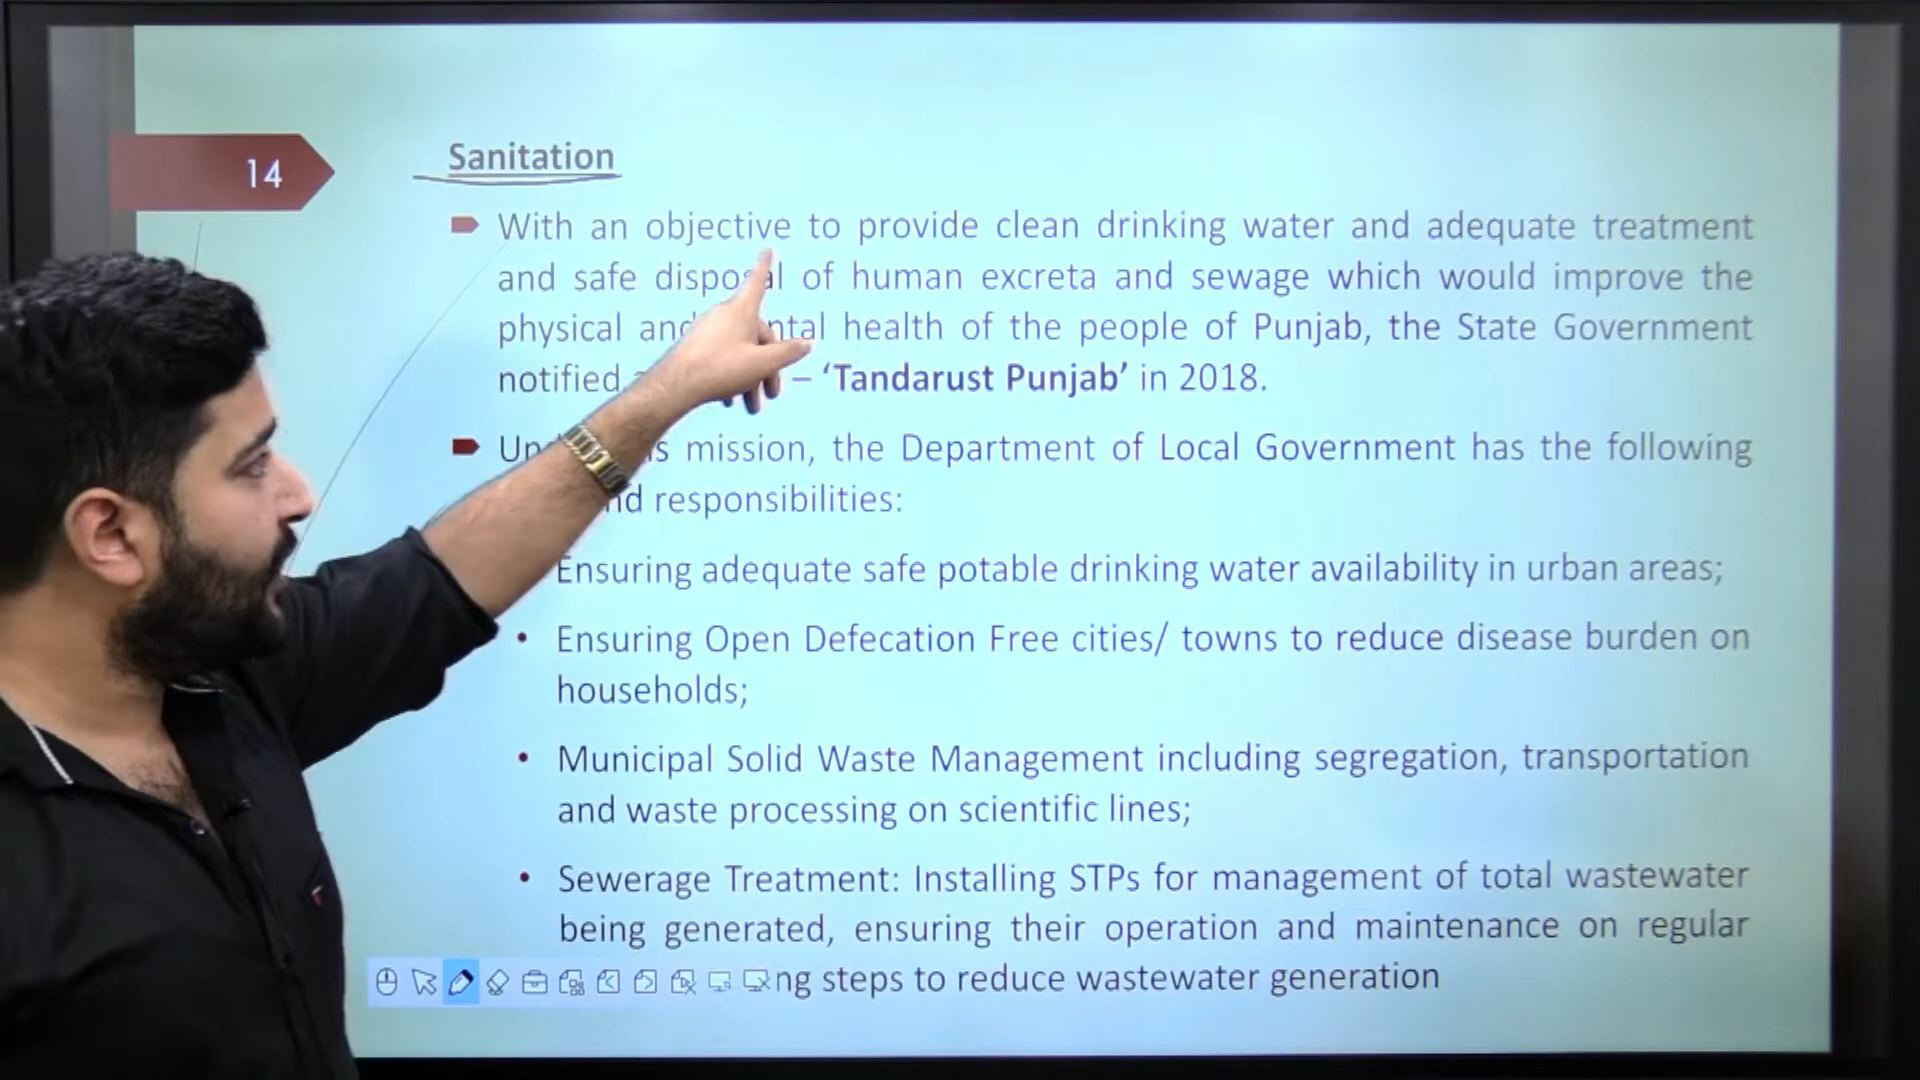 14
Sanitation
With an objective to provide clean drinking water and adequate treatment
and safe disposal of human excreta and sewage which would improve the
physical and health of the people of Punjab, the State Government
notified – ‘Tandarust Punjab’ in 2018.
mission, the Department of Local Government has the following
responsibilities:
Ensuring adequate safe potable drinking water availability in urban areas;
• Ensuring Open Defecation Free cities/ towns to reduce disease burden on
households;
• Municipal Solid Waste Management including segregation, transportation
and waste processing on scientific lines;
• Sewerage Treatment: Installing STPs for management of total wastewater
being generated, ensuring their operation and maintenance on regular
steps to reduce wastewater generation